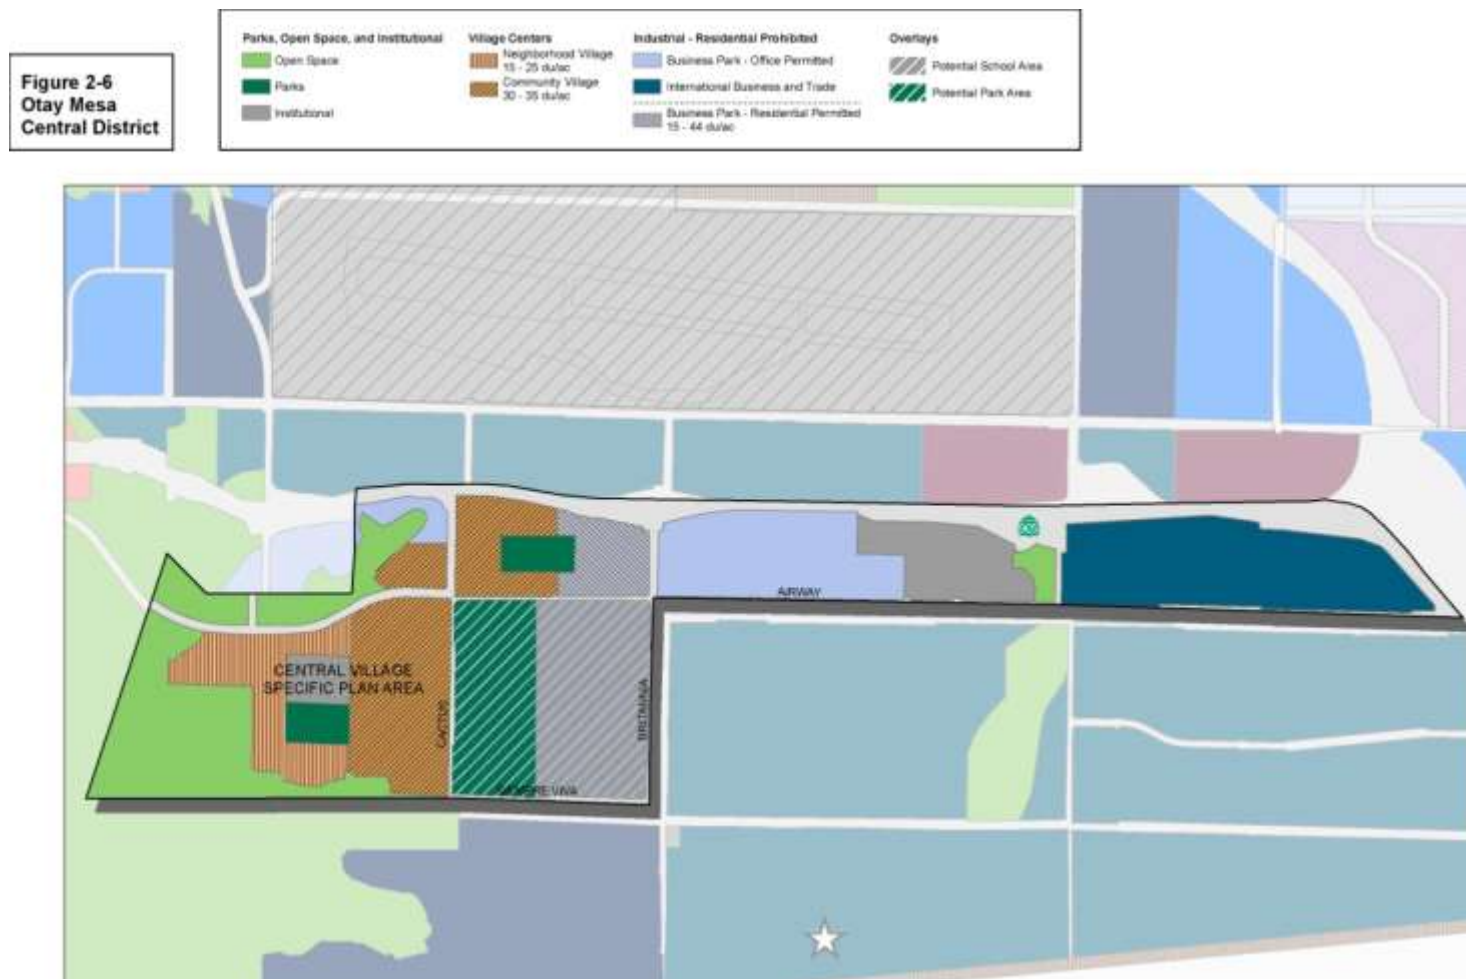 Figure 2-6
Otay Mesa
Central District
Parks, Open Space, and Institutional
Open Space
Parks
Institutional
Village Centers
Neighborhood Village
15 - 25 du/ac
Community Village
30 - 35 du/ac
Industrial - Residential Prohibited
Business Park - Office Permitted
International Business and Trade
Business Park - Residential Permitted
15 - 44 du/ac
Overlays
Potential School Area
Potential Park Area
AIRWAY
CENTRAL VILLAGE
SPECIFIC PLAN AREA
CACTUS
BRITANNIA